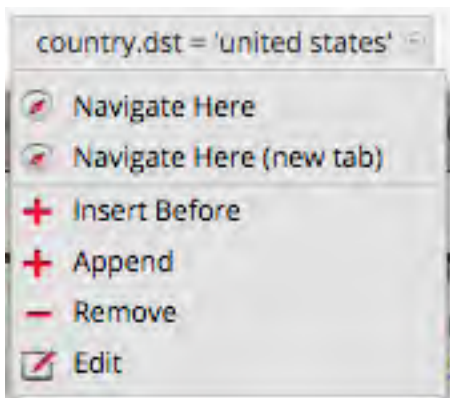 country.dst = 'united states'
Navigate Here
Navigate Here (new tab)
Insert Before
Append
Remove
Edit